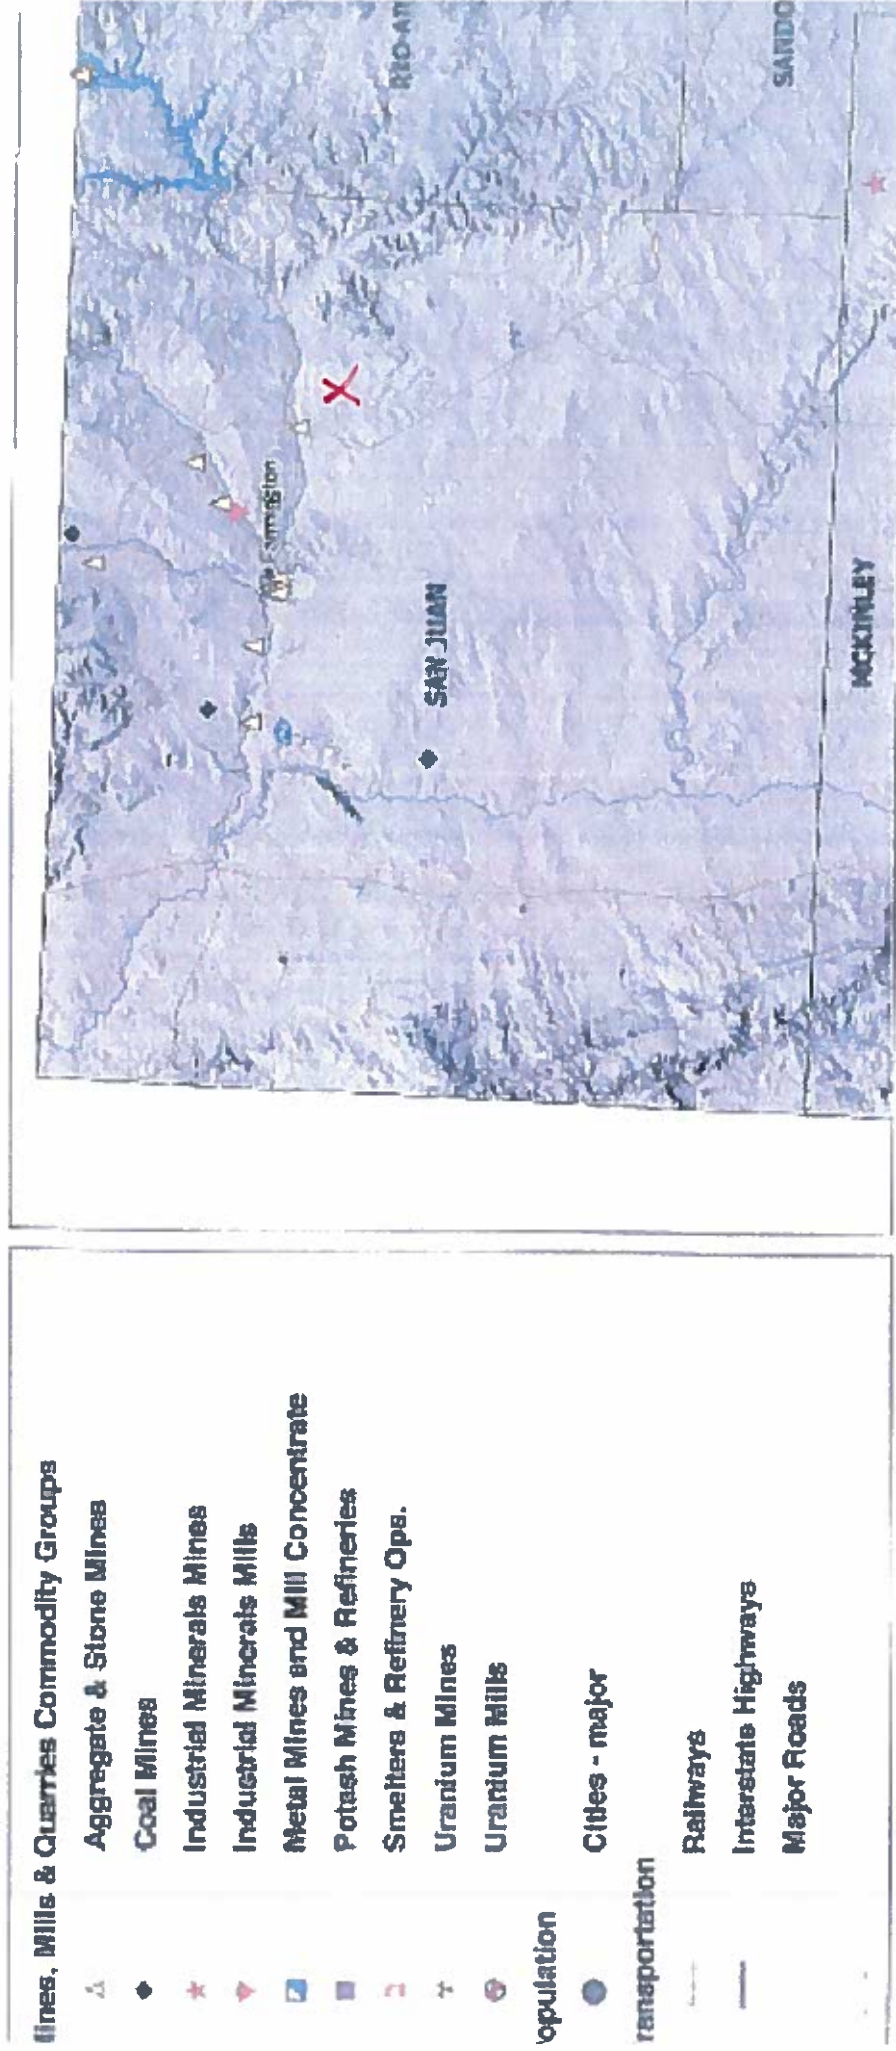 Mines, Mills & Quarries Commodity Groups
Aggregate & Stone Mines
Coal Mines
Industrial Minerals Mines
Industrial Minerals Mills
Metal Mines and Mill Concentrate
Potash Mines & Refineries
Smelters & Refinery Ops.
Uranium Mines
Uranium Mills
opulation
Cities - major
ransportation
Railways
Interstate Highways
Major Roads
Farmington
SAN JUAN
MCKINLEY
RIO AR
SANDO